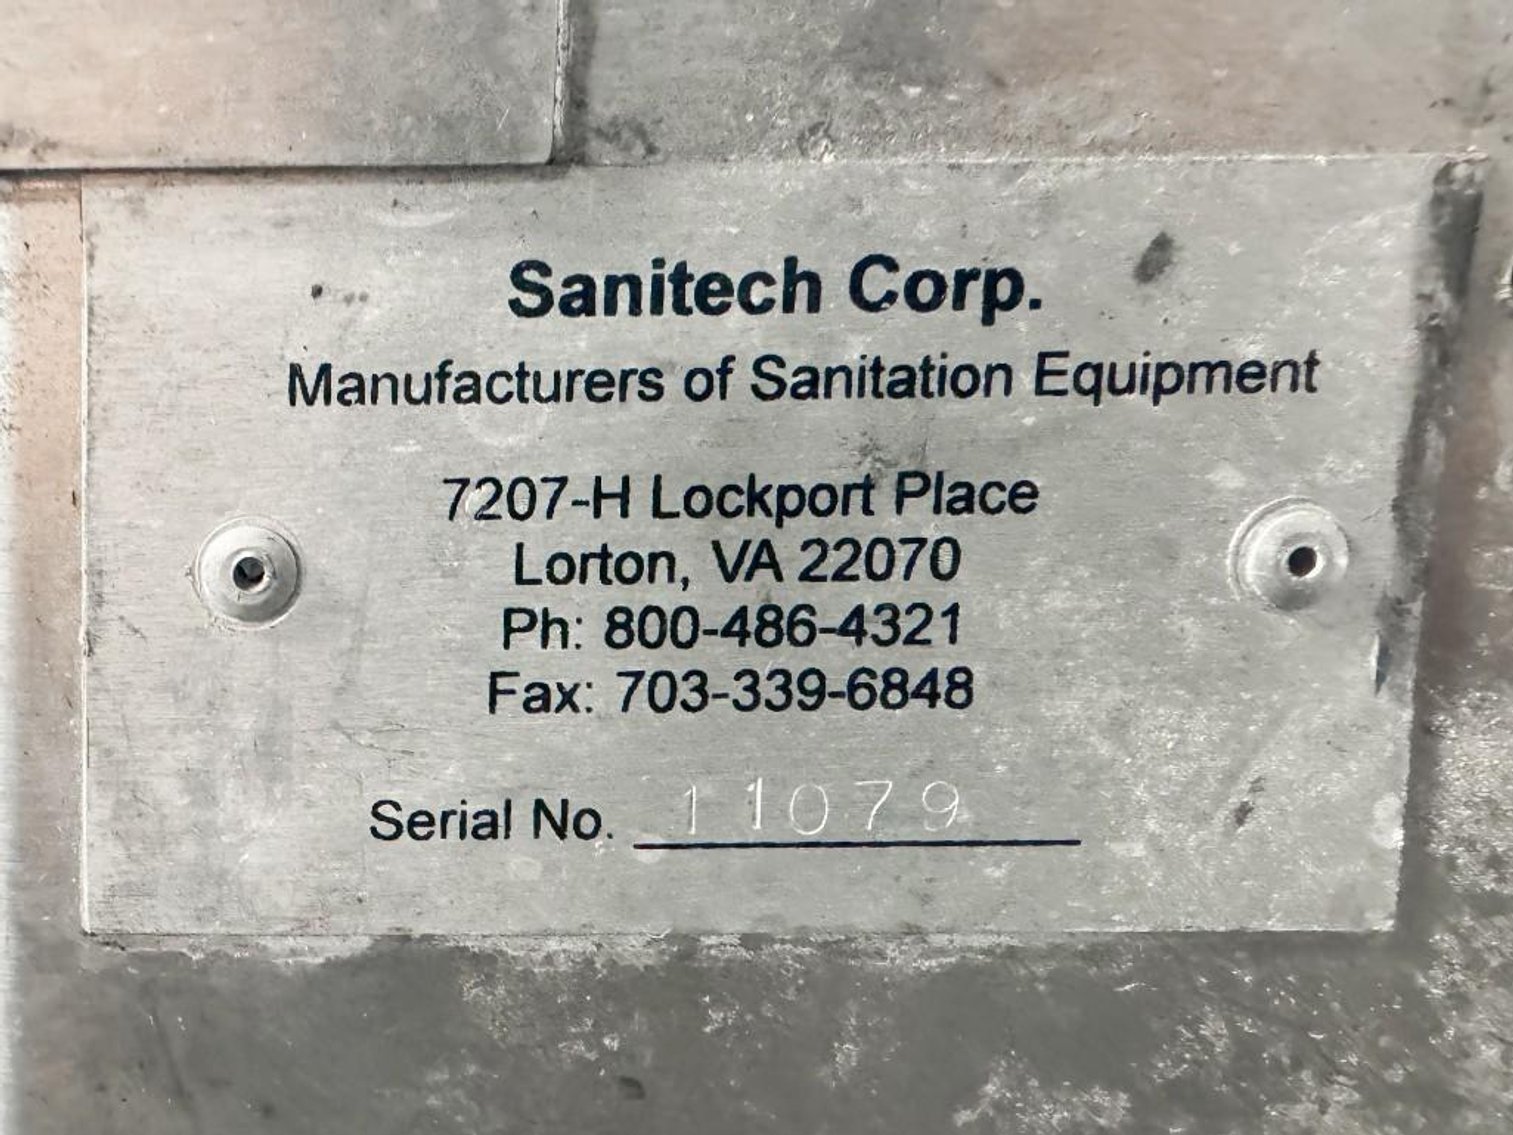 Sanitech Corp.
Manufacturers of Sanitation Equipment
7207-H Lockport Place
Lorton, VA 22070
Ph: 800-486-4321
Fax: 703-339-6848
Serial No. 11079